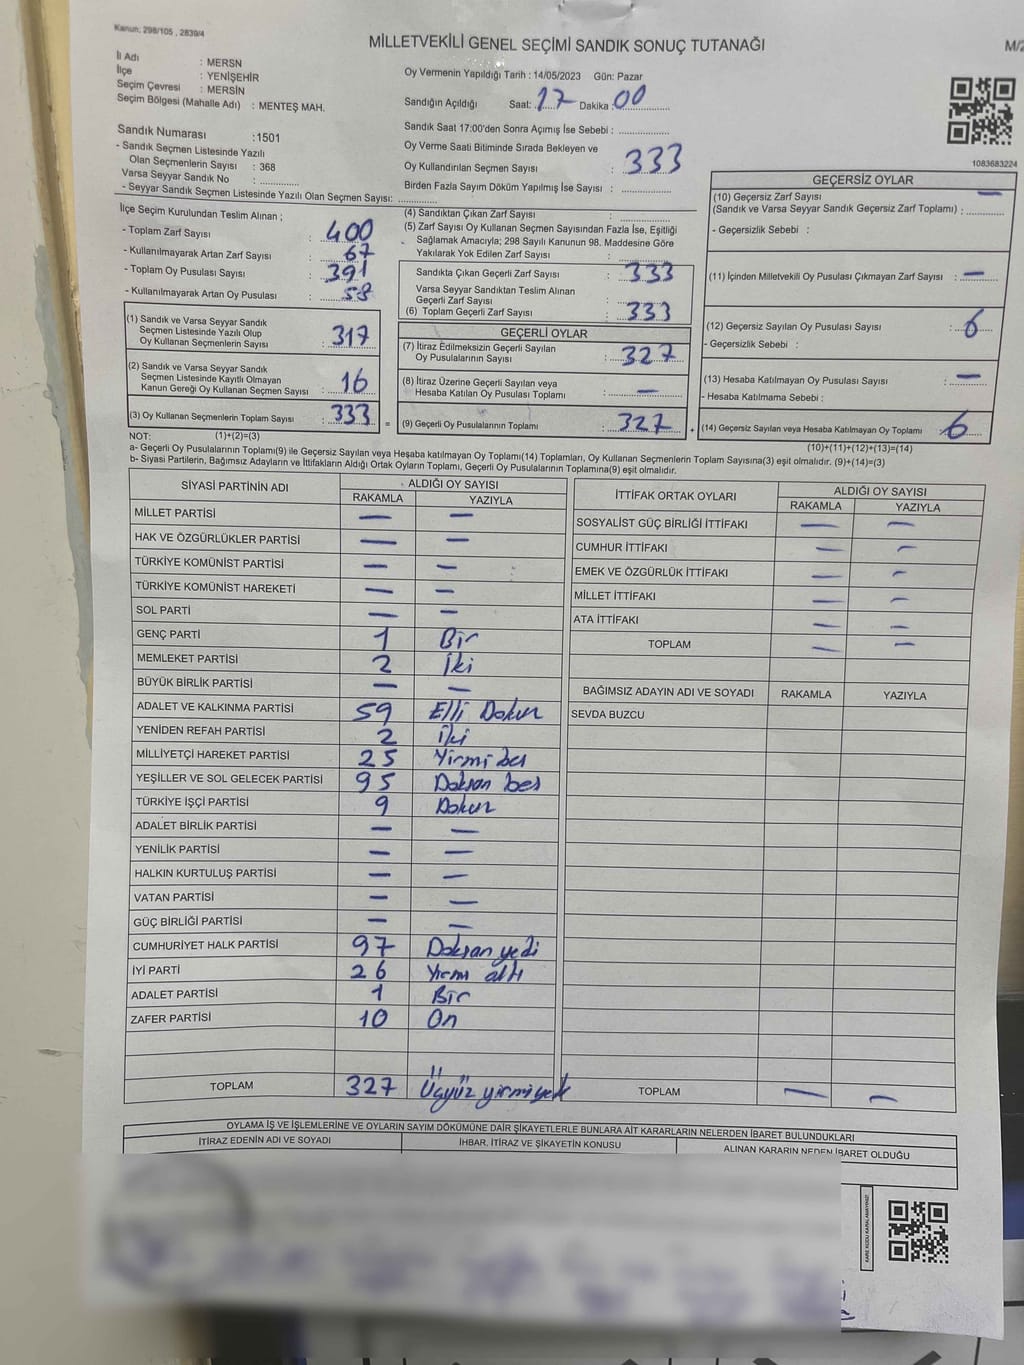 Kanun: 298/105 , 2839/4
MİLLETVEKİLİ GENEL SEÇİMİ SANDIK SONUÇ TUTANAĞI
M/2
İl Adı : MERSN
İlçe : YENİŞEHİR
Seçim Çevresi : MERSİN
Seçim Bölgesi (Mahalle Adı) : MENTEŞ MAH.
Sandık Numarası :1501
- Sandık Seçmen Listesinde Yazılı
Olan Seçmenlerin Sayısı : 368
Varsa Seyyar Sandık No : ..............
- Seyyar Sandık Seçmen Listesinde Yazılı Olan Seçmen Sayısı: ..............
Oy Vermenin Yapıldığı Tarih : 14/05/2023 Gün: Pazar
Sandığın Açıldığı Saat: 17 Dakika : 00
Sandık Saat 17:00'den Sonra Açımış İse Sebebi : ..............
Oy Verme Saati Bitiminde Sırada Bekleyen ve
Oy Kullandırılan Seçmen Sayısı : 333
Birden Fazla Sayım Döküm Yapılmış İse Sayısı : ..............
1083683224
İlçe Seçim Kurulundan Teslim Alınan ;
- Toplam Zarf Sayısı : 400
- Kullanılmayarak Artan Zarf Sayısı : 67
- Toplam Oy Pusulası Sayısı : 391
- Kullanılmayarak Artan Oy Pusulası : 58
(1) Sandık ve Varsa Seyyar Sandık
Seçmen Listesinde Yazılı Olup
Oy Kullanan Seçmenlerin Sayısı : 317
(2) Sandık ve Varsa Seyyar Sandık
Seçmen Listesinde Kayıtlı Olmayan
Kanun Gereği Oy Kullanan Seçmen Sayısı : 16
(3) Oy Kullanan Seçmenlerin Toplam Sayısı : 333 =
(4) Sandıktan Çıkan Zarf Sayısı : ..............
(5) Zarf Sayısı Oy Kullanan Seçmen Sayısından Fazla İse, Eşitliği
Sağlamak Amacıyla; 298 Sayılı Kanunun 98. Maddesine Göre
Yakılarak Yok Edilen Zarf Sayısı : ..............
Sandıkta Çıkan Geçerli Zarf Sayısı : 333
Varsa Seyyar Sandıktan Teslim Alınan
Geçerli Zarf Sayısı : ..............
(6) Toplam Geçerli Zarf Sayısı : 333
GEÇERLİ OYLAR
(7) İtiraz Edilmeksizin Geçerli Sayılan
Oy Pusulalarının Sayısı : 327
(8) İtiraz Üzerine Geçerli Sayılan veya
Hesaba Katılan Oy Pusulası Toplamı : —
(9) Geçerli Oy Pusulalarının Toplamı : 327 +
GEÇERSİZ OYLAR
(10) Geçersiz Zarf Sayısı —
(Sandık ve Varsa Seyyar Sandık Geçersiz Zarf Toplamı) : ..............
- Geçersizlik Sebebi :
(11) İçinden Milletvekili Oy Pusulası Çıkmayan Zarf Sayısı : —
(12) Geçersiz Sayılan Oy Pusulası Sayısı : 6
- Geçersizlik Sebebi :
(13) Hesaba Katılmayan Oy Pusulası Sayısı : —
- Hesaba Katılmama Sebebi :
(14) Geçersiz Sayılan veya Hesaba Katılmayan Oy Toplamı : 6
NOT: (1)+(2)=(3)
(10)+(11)+(12)+(13)=(14)
a- Geçerli Oy Pusulalarının Toplamı(9) ile Geçersiz Sayılan veya Heşaba katılmayan Oy Toplamı(14) Toplamları, Oy Kullanan Seçmenlerin Toplam Sayısına(3) eşit olmalıdır. (9)+(14)=(3)
b- Siyasi Partilerin, Bağımsız Adayların ve İttifakların Aldığı Ortak Oyların Toplamı, Geçerli Oy Pusulalarının Toplamına(9) eşit olmalıdır.
SİYASİ PARTİNİN ADI ALDIĞI OY SAYISI
RAKAMLA YAZIYLA
MİLLET PARTİSİ — —
HAK VE ÖZGÜRLÜKLER PARTİSİ — —
TÜRKİYE KOMÜNİST PARTİSİ — —
TÜRKİYE KOMÜNİST HAREKETİ — —
SOL PARTİ — —
GENÇ PARTİ 1 Bir
MEMLEKET PARTİSİ 2 İki
BÜYÜK BİRLİK PARTİSİ — —
ADALET VE KALKINMA PARTİSİ 59 Elli Dokuz
YENİDEN REFAH PARTİSİ 2 İki
MİLLİYETÇİ HAREKET PARTİSİ 25 Yirmi bes
YEŞİLLER VE SOL GELECEK PARTİSİ 95 Doksan bes
TÜRKİYE İŞÇİ PARTİSİ 9 Dokuz
ADALET BİRLİK PARTİSİ — —
YENİLİK PARTİSİ — —
HALKIN KURTULUŞ PARTİSİ — —
VATAN PARTİSİ — —
GÜÇ BİRLİĞİ PARTİSİ — —
CUMHURİYET HALK PARTİSİ 97 Doksan yedi
İYİ PARTİ 26 Yirmi altı
ADALET PARTİSİ 1 Bir
ZAFER PARTİSİ 10 On
TOPLAM 327 Üçyüz yirmiyedi
İTTİFAK ORTAK OYLARI ALDIĞI OY SAYISI
RAKAMLA YAZIYLA
SOSYALİST GÜÇ BİRLİĞİ İTTİFAKI — —
CUMHUR İTTİFAKI — —
EMEK VE ÖZGÜRLÜK İTTİFAKI — —
MİLLET İTTİFAKI — —
ATA İTTİFAKI — —
TOPLAM — —
BAĞIMSIZ ADAYIN ADI VE SOYADI RAKAMLA YAZIYLA
SEVDA BUZCU
TOPLAM — —
OYLAMA İŞ VE İŞLEMLERİNE VE OYLARIN SAYIM DÖKÜMÜNE DAİR ŞİKAYETLERLE BUNLARA AİT KARARLARIN NELERDEN İBARET BULUNDUKLARI
İTİRAZ EDENİN ADI VE SOYADI
İHBAR, İTİRAZ VE ŞİKAYETİN KONUSU
ALINAN KARARIN NEDEN İBARET OLDUĞU
KARE KODU KARALAMAYINIZ!